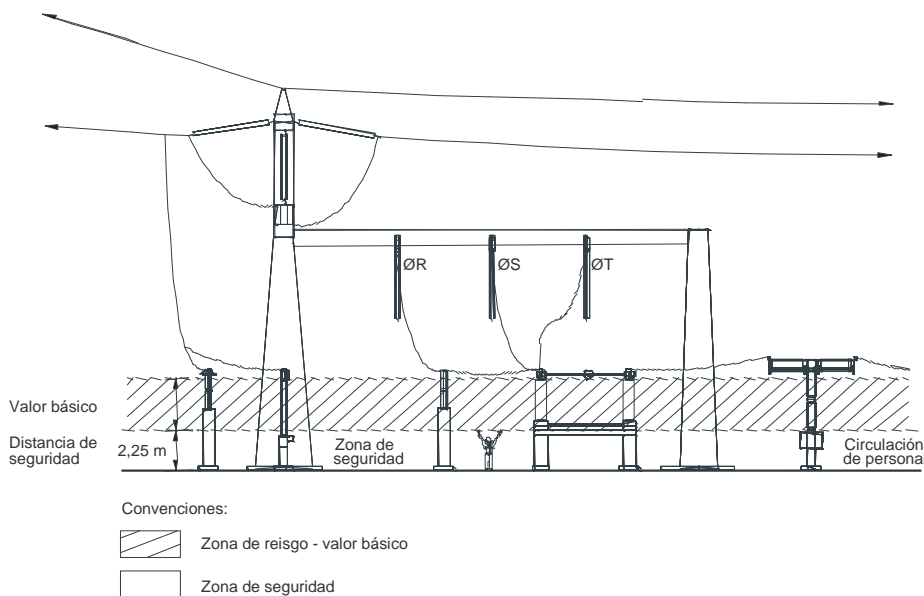 ØR
ØS
ØT
Valor básico
Distancia de
seguridad
2,25 m
Zona de
seguridad
Circulación
de persona
Convenciones:
Zona de reisgo - valor básico
Zona de seguridad